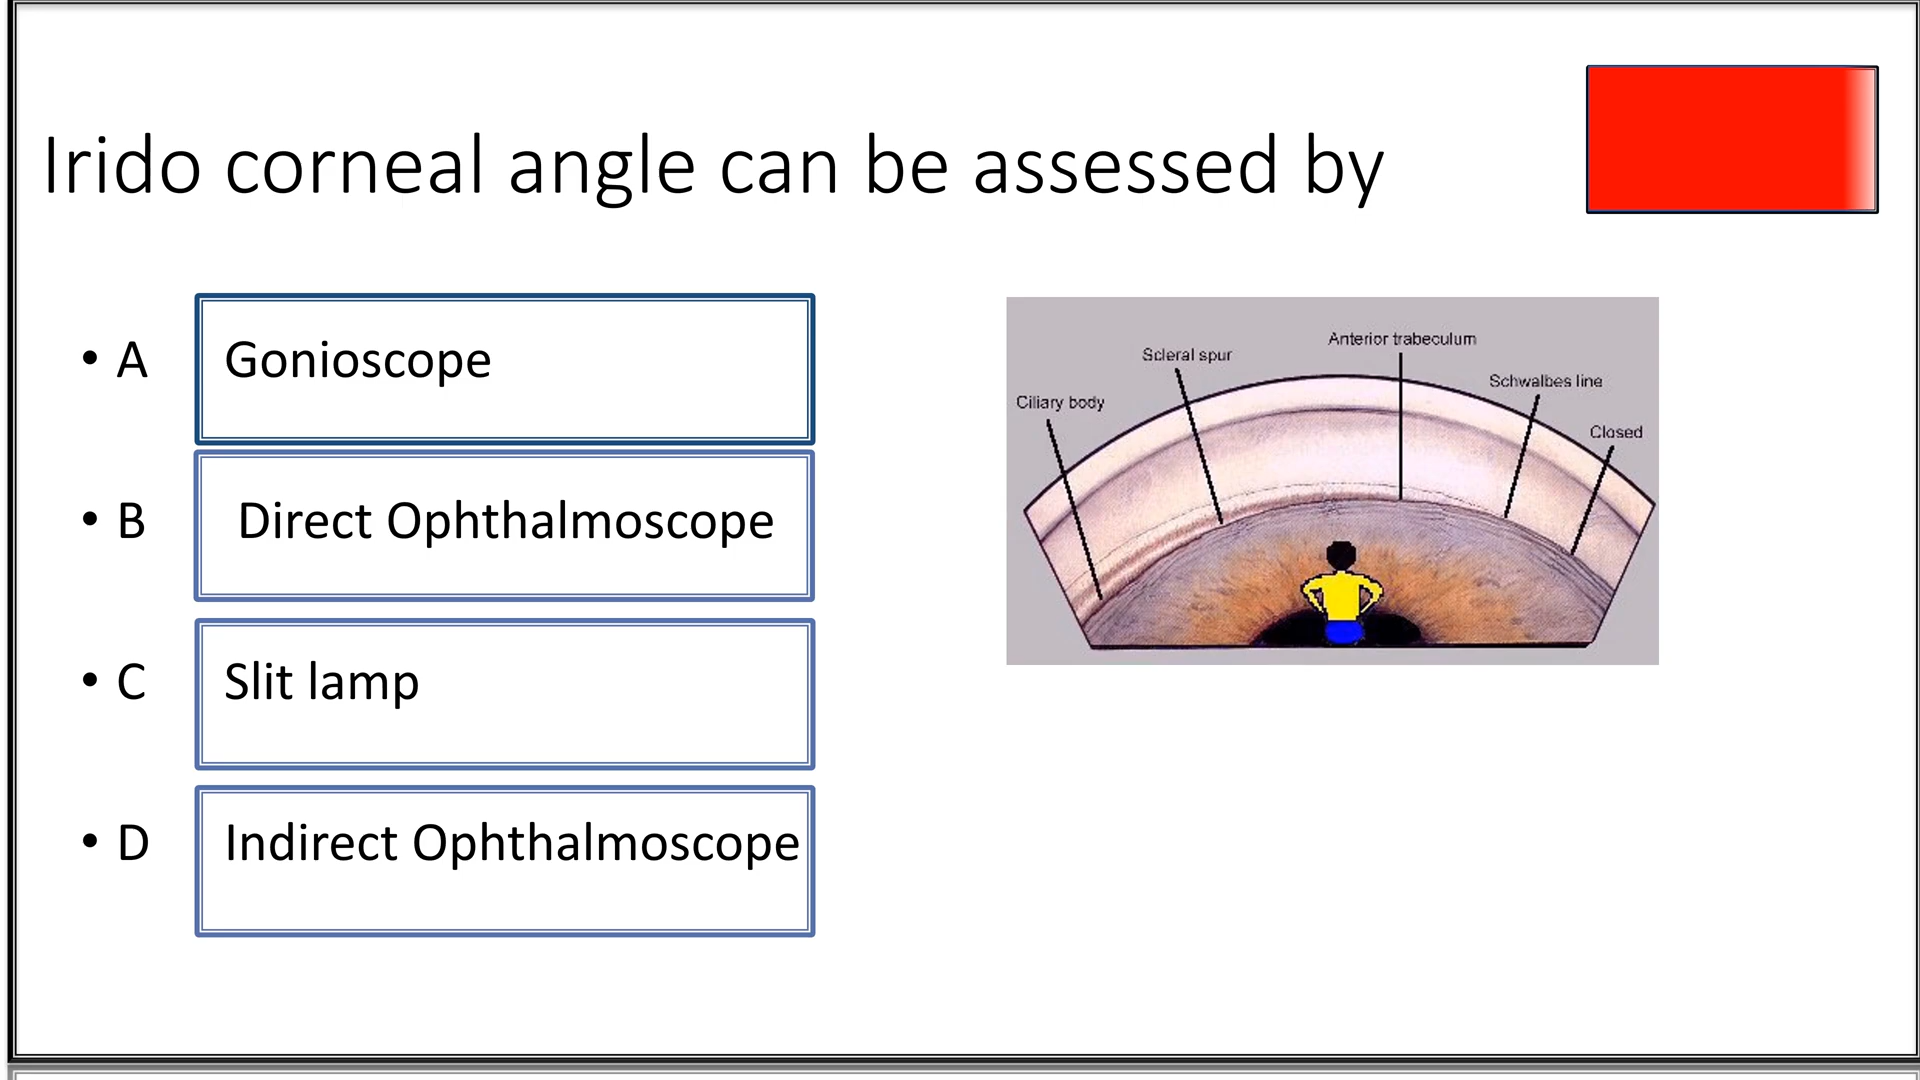 Irido corneal angle can be assessed by
• A Gonioscope
• B Direct Ophthalmoscope
• C Slit lamp
• D Indirect Ophthalmoscope
Anterior trabeculum
Scleral spur
Schwalbes line
Ciliary body
Closed